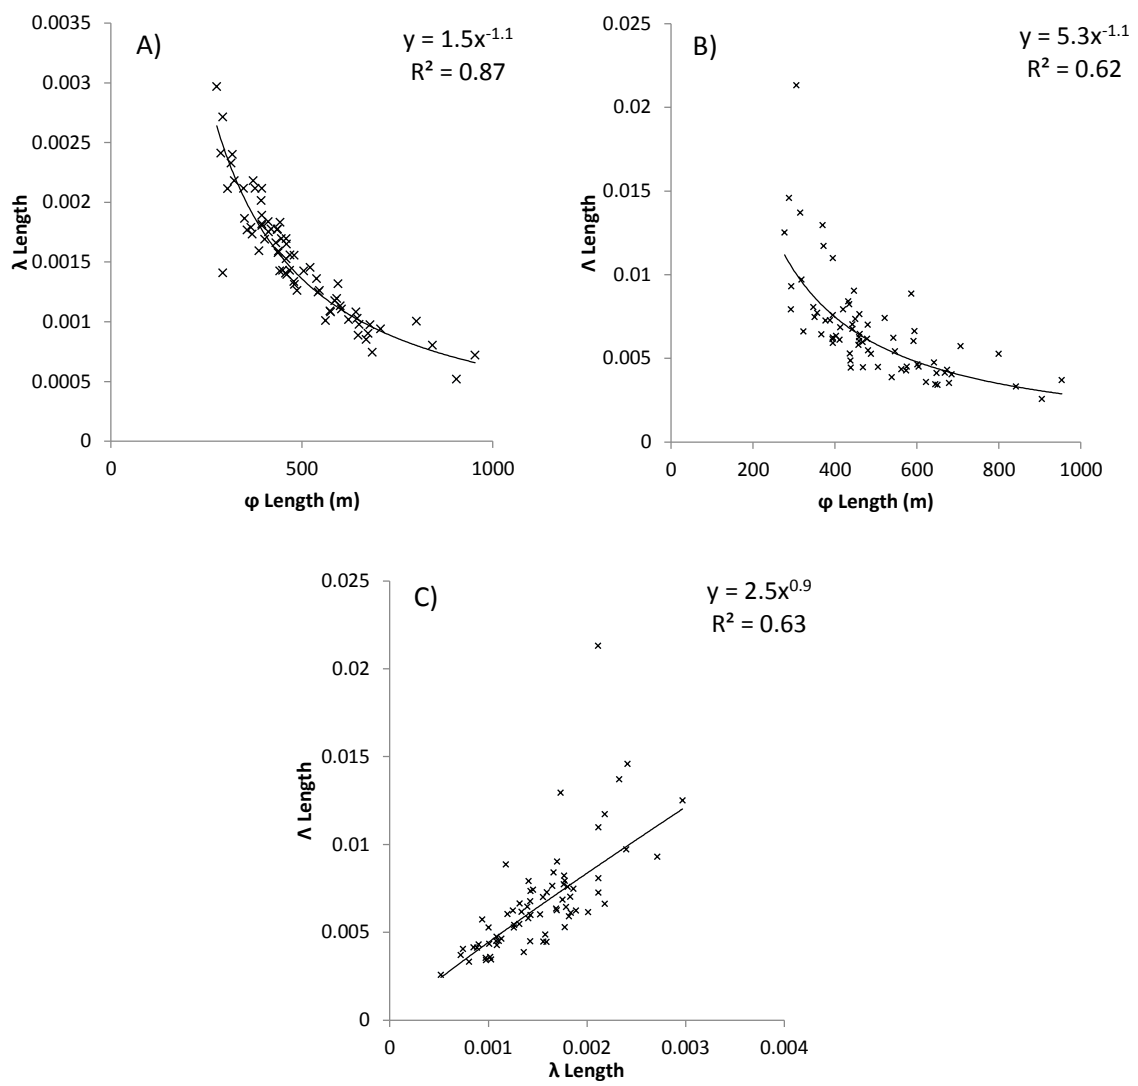 A)
y = 1.5x^-1.1
R² = 0.87
0.0035
0.003
0.0025
0.002
0.0015
0.001
0.0005
0
λ Length
0 500 1000
φ Length (m)
B)
y = 5.3x^-1.1
R² = 0.62
0.025
0.02
0.015
0.01
0.005
0
Λ Length
0 200 400 600 800 1000
φ Length (m)
C)
y = 2.5x^0.9
R² = 0.63
0.025
0.02
0.015
0.01
0.005
0
Λ Length
0 0.001 0.002 0.003 0.004
λ Length